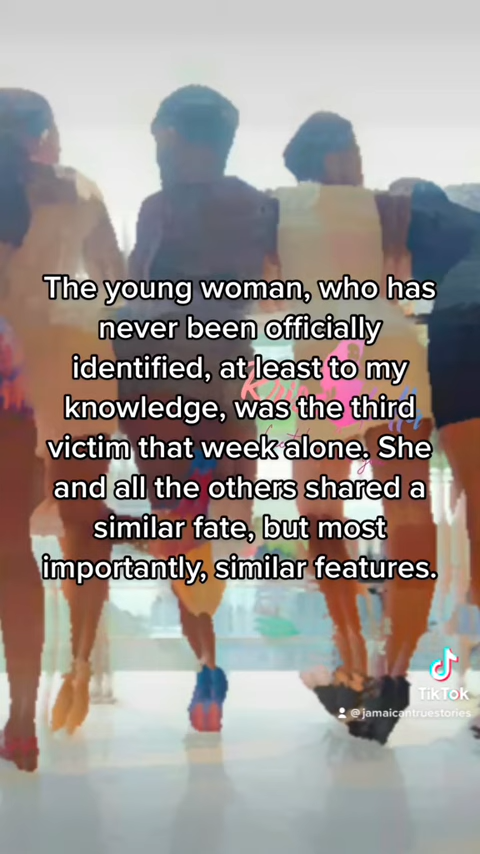 The young woman, who has
never been officially
identified, at least to my
knowledge, was the third
victim that week alone. She
and all the others shared a
similar fate, but most
importantly, similar features.
TikTok
@jamaicantruestories